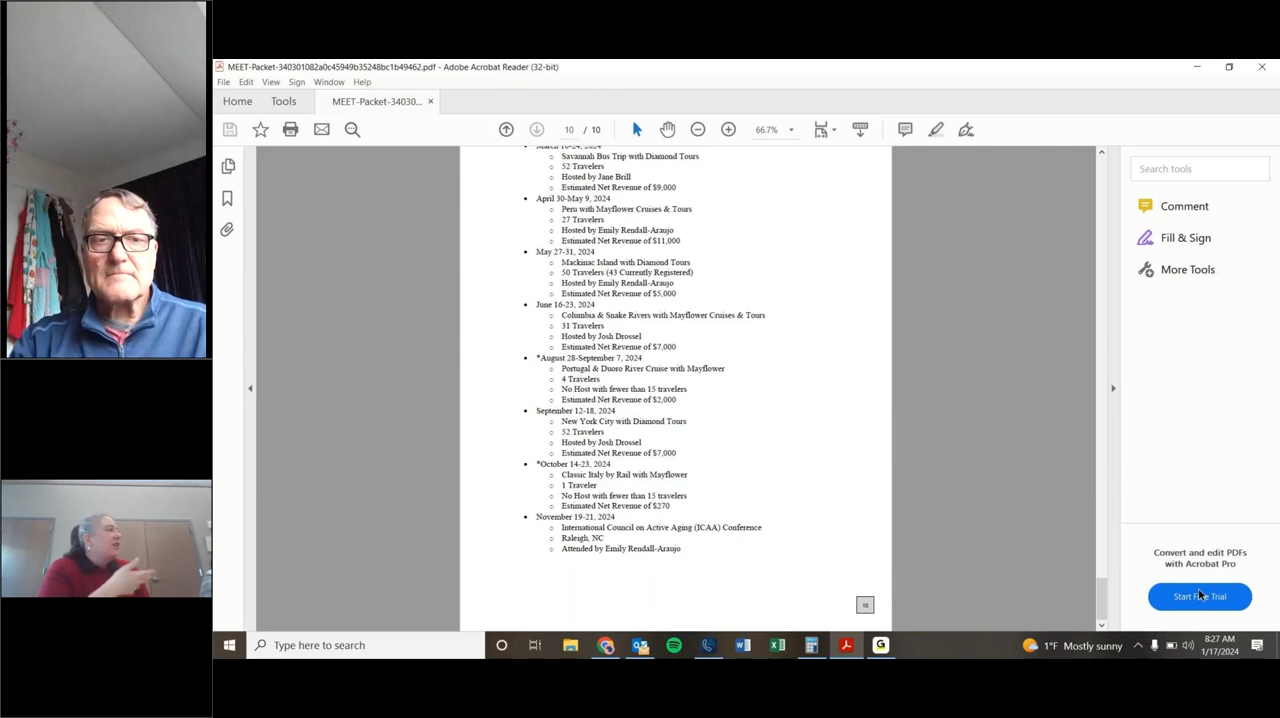 MEET-Packet-340301082a0c45949b35248bc1b49462.pdf - Adobe Acrobat Reader (32-bit)
File Edit View Sign Window Help
Home Tools MEET-Packet-34030... ×
10 / 10 66.7%
March 16-24, 2024
Savannah Bus Trip with Diamond Tours
52 Travelers
Hosted by Jane Brill
Estimated Net Revenue of $9,000
April 30-May 9, 2024
Peru with Mayflower Cruises & Tours
27 Travelers
Hosted by Emily Rendall-Araujo
Estimated Net Revenue of $11,000
May 27-31, 2024
Mackinac Island with Diamond Tours
50 Travelers (43 Currently Registered)
Hosted by Emily Rendall-Araujo
Estimated Net Revenue of $5,000
June 16-23, 2024
Columbia & Snake Rivers with Mayflower Cruises & Tours
31 Travelers
Hosted by Josh Drossel
Estimated Net Revenue of $7,000
*August 28-September 7, 2024
Portugal & Duoro River Cruise with Mayflower
4 Travelers
No Host with fewer than 15 travelers
Estimated Net Revenue of $2,000
September 12-18, 2024
New York City with Diamond Tours
52 Travelers
Hosted by Josh Drossel
Estimated Net Revenue of $7,000
*October 14-23, 2024
Classic Italy by Rail with Mayflower
1 Traveler
No Host with fewer than 15 travelers
Estimated Net Revenue of $270
November 19-21, 2024
International Council on Active Aging (ICAA) Conference
Raleigh, NC
Attended by Emily Rendall-Araujo
10
Search tools
Comment
Fill & Sign
More Tools
Convert and edit PDFs
with Acrobat Pro
Start Free Trial
Type here to search
1°F Mostly sunny
8:27 AM
1/17/2024